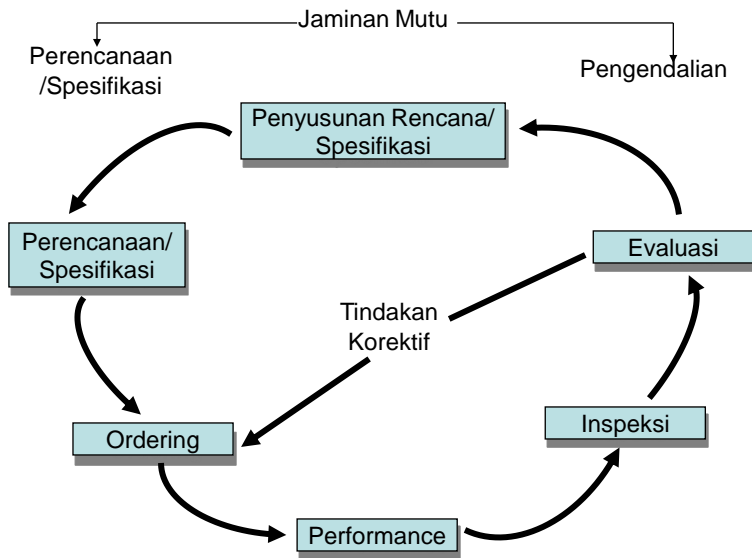 Jaminan Mutu
Perencanaan
/Spesifikasi
Pengendalian
Penyusunan Rencana/
Spesifikasi
Perencanaan/
Spesifikasi
Evaluasi
Tindakan
Korektif
Ordering
Inspeksi
Performance